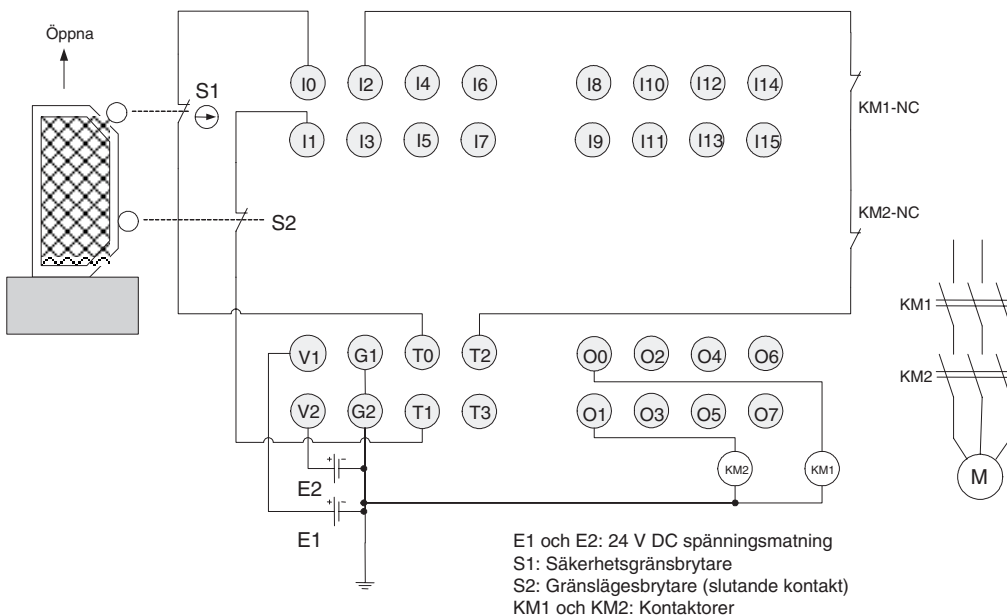 Öppna
S1
S2
I0 I2 I4 I6 I8 I10 I12 I14
I1 I3 I5 I7 I9 I11 I13 I15
KM1-NC
KM2-NC
V1 G1 T0 T2 O0 O2 O4 O6
V2 G2 T1 T3 O1 O3 O5 O7
KM1
KM2
M
+ -
E2
+ -
E1
KM2 KM1
E1 och E2: 24 V DC spänningsmatning
S1: Säkerhetsgränsbrytare
S2: Gränslägesbrytare (slutande kontakt)
KM1 och KM2: Kontaktorer